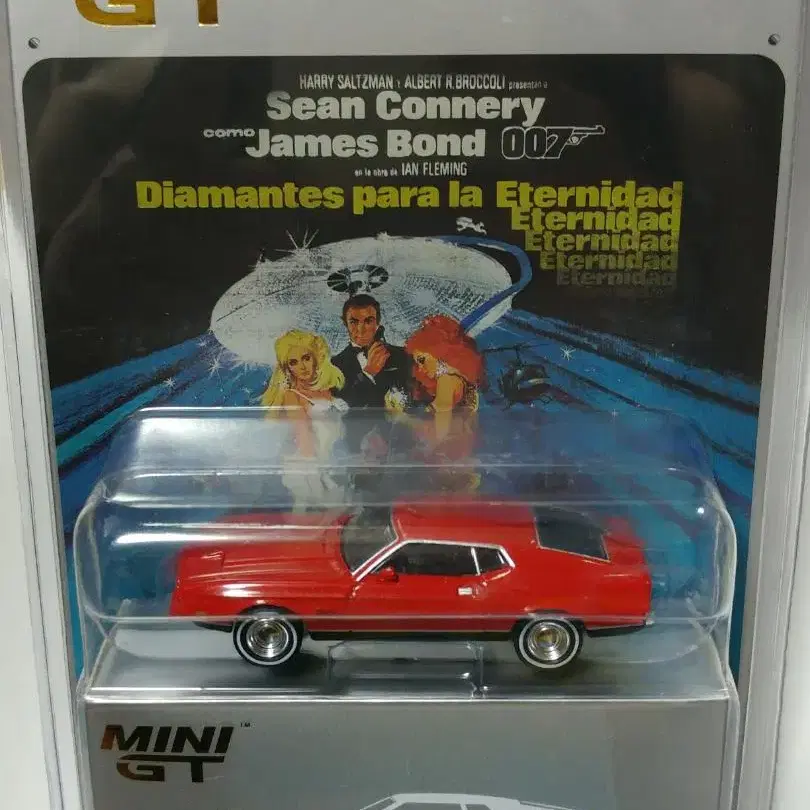 GT
HARRY SALTZMAN Y ALBERT R. BROCCOLI presentan a
Sean Connery
como James Bond 007
en la obra de IAN FLEMING
Diamantes para la Eternidad
Eternidad
Eternidad
Eternidad
Eternidad
MINI GT™